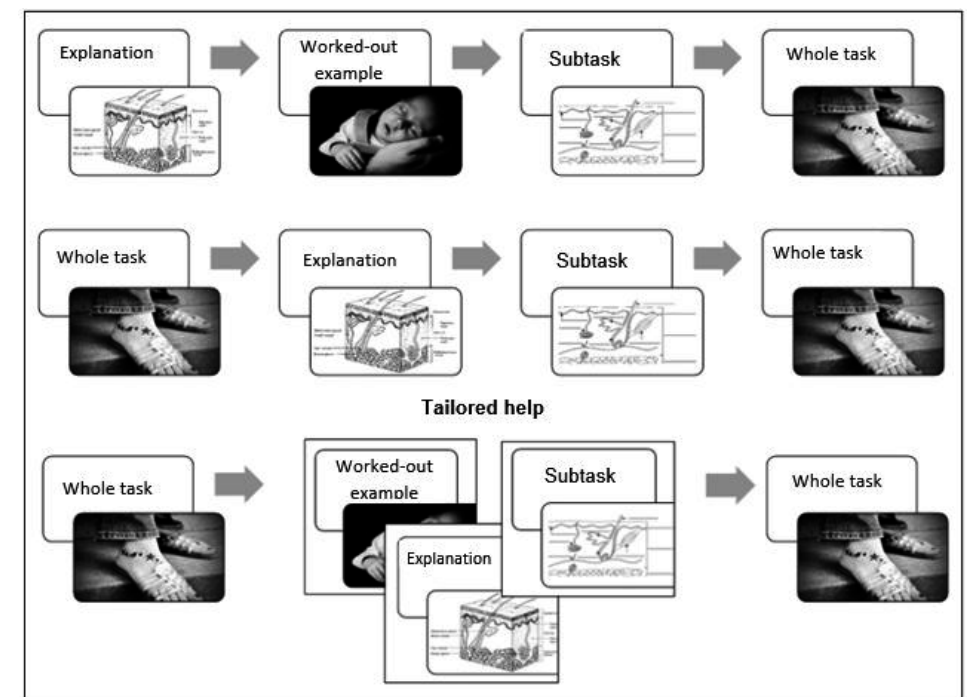 Explanation
Worked-out
example
Subtask
Whole task
Whole task
Explanation
Subtask
Whole task
Tailored help
Whole task
Worked-out
example
Explanation
Subtask
Whole task